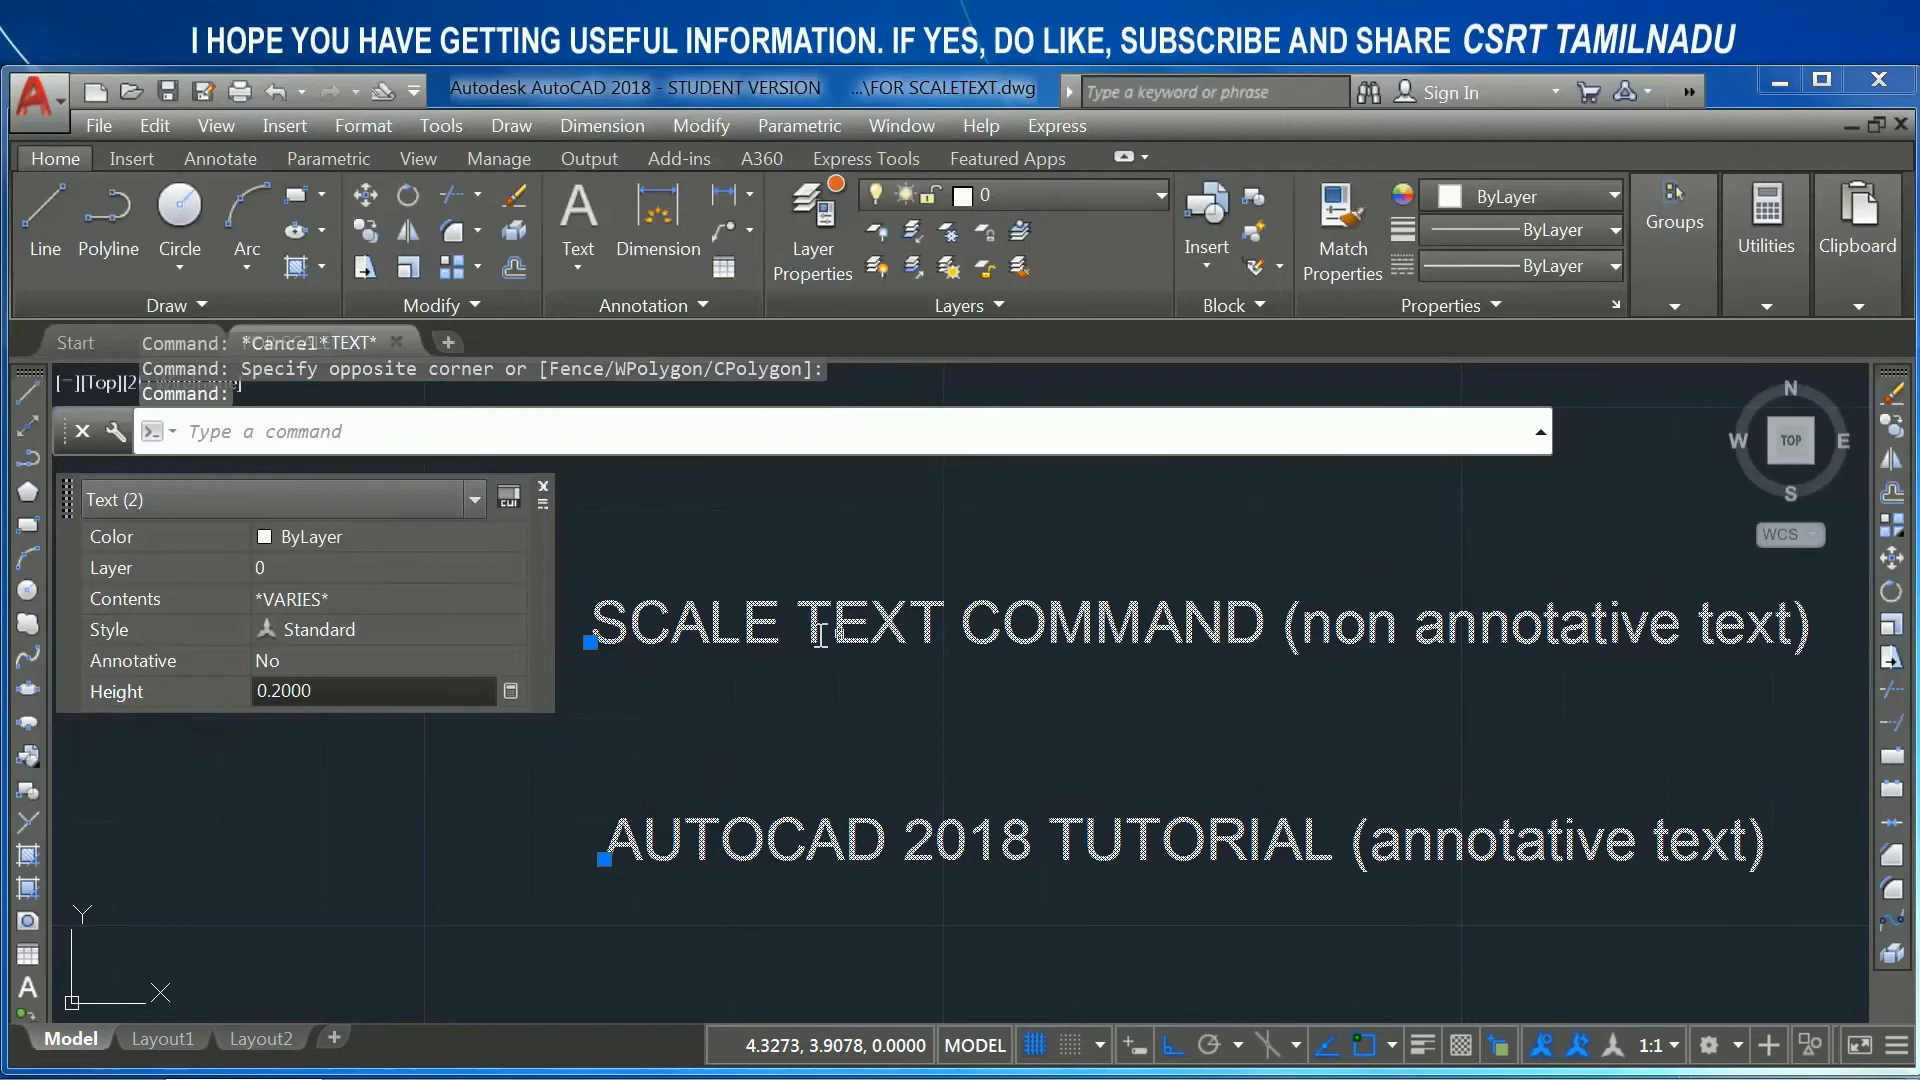 I HOPE YOU HAVE GETTING USEFUL INFORMATION. IF YES, DO LIKE, SUBSCRIBE AND SHARE CSRT TAMILNADU
Autodesk AutoCAD 2018 - STUDENT VERSION ...\FOR SCALETEXT.dwg
Type a keyword or phrase
Sign In
File Edit View Insert Format Tools Draw Dimension Modify Parametric Window Help Express
Home Insert Annotate Parametric View Manage Output Add-ins A360 Express Tools Featured Apps
0
ByLayer
ByLayer
ByLayer
Line Polyline Circle Arc
Text Dimension
Layer Properties
Insert
Match Properties
Groups
Utilities
Clipboard
Draw Modify Annotation Layers Block Properties
Start
Command: *Cancel*
TEXT*
Command: Specify opposite corner or [Fence/WPolygon/CPolygon]:
[−][Top][2
Command:
Type a command
N
W TOP E
S
WCS
Text (2)
CUI
Color ByLayer
Layer 0
Contents *VARIES*
Style Standard
Annotative No
Height 0.2000
SCALE TEXT COMMAND (non annotative text)
AUTOCAD 2018 TUTORIAL (annotative text)
Y
X
A
Model Layout1 Layout2
4.3273, 3.9078, 0.0000 MODEL
1:1